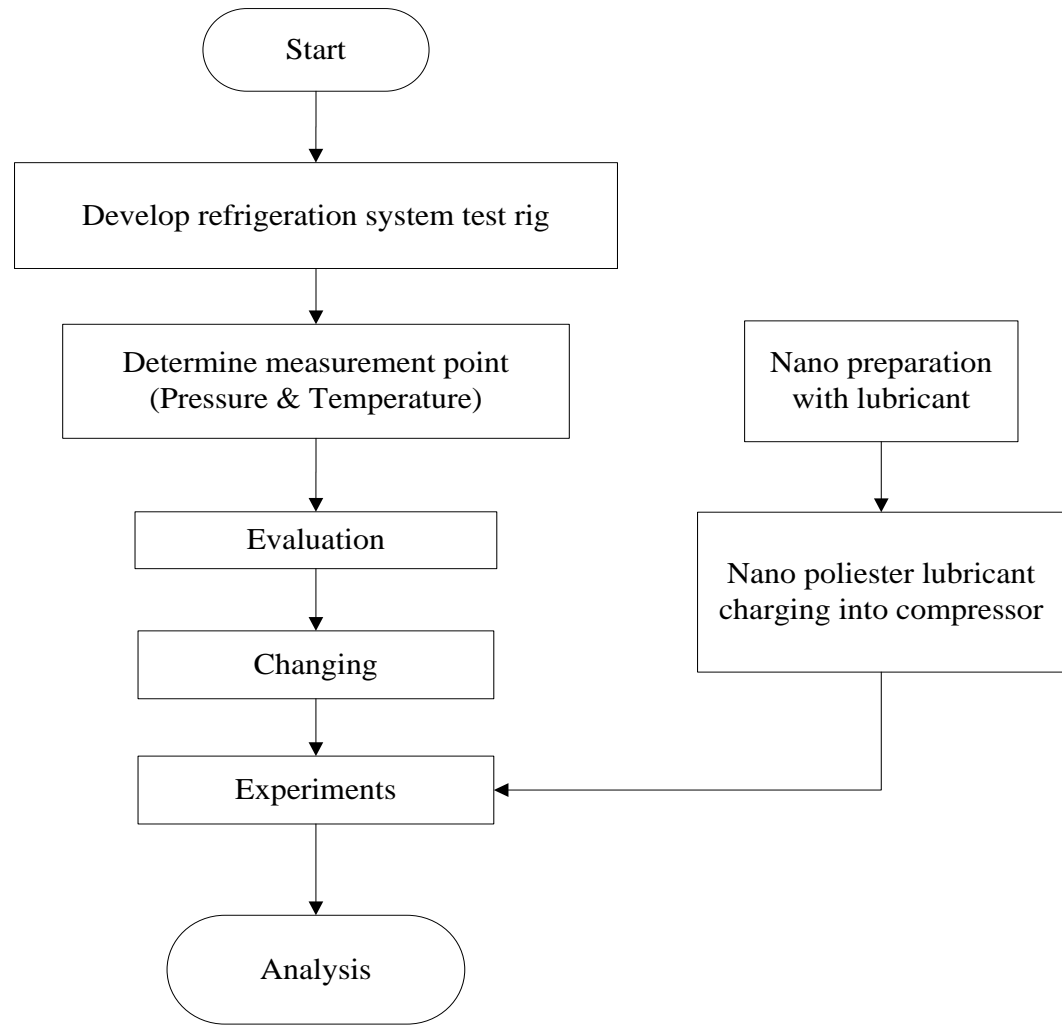 Start
Develop refrigeration system test rig
Determine measurement point
(Pressure & Temperature)
Nano preparation
with lubricant
Evaluation
Nano poliester lubricant
charging into compressor
Changing
Experiments
Analysis